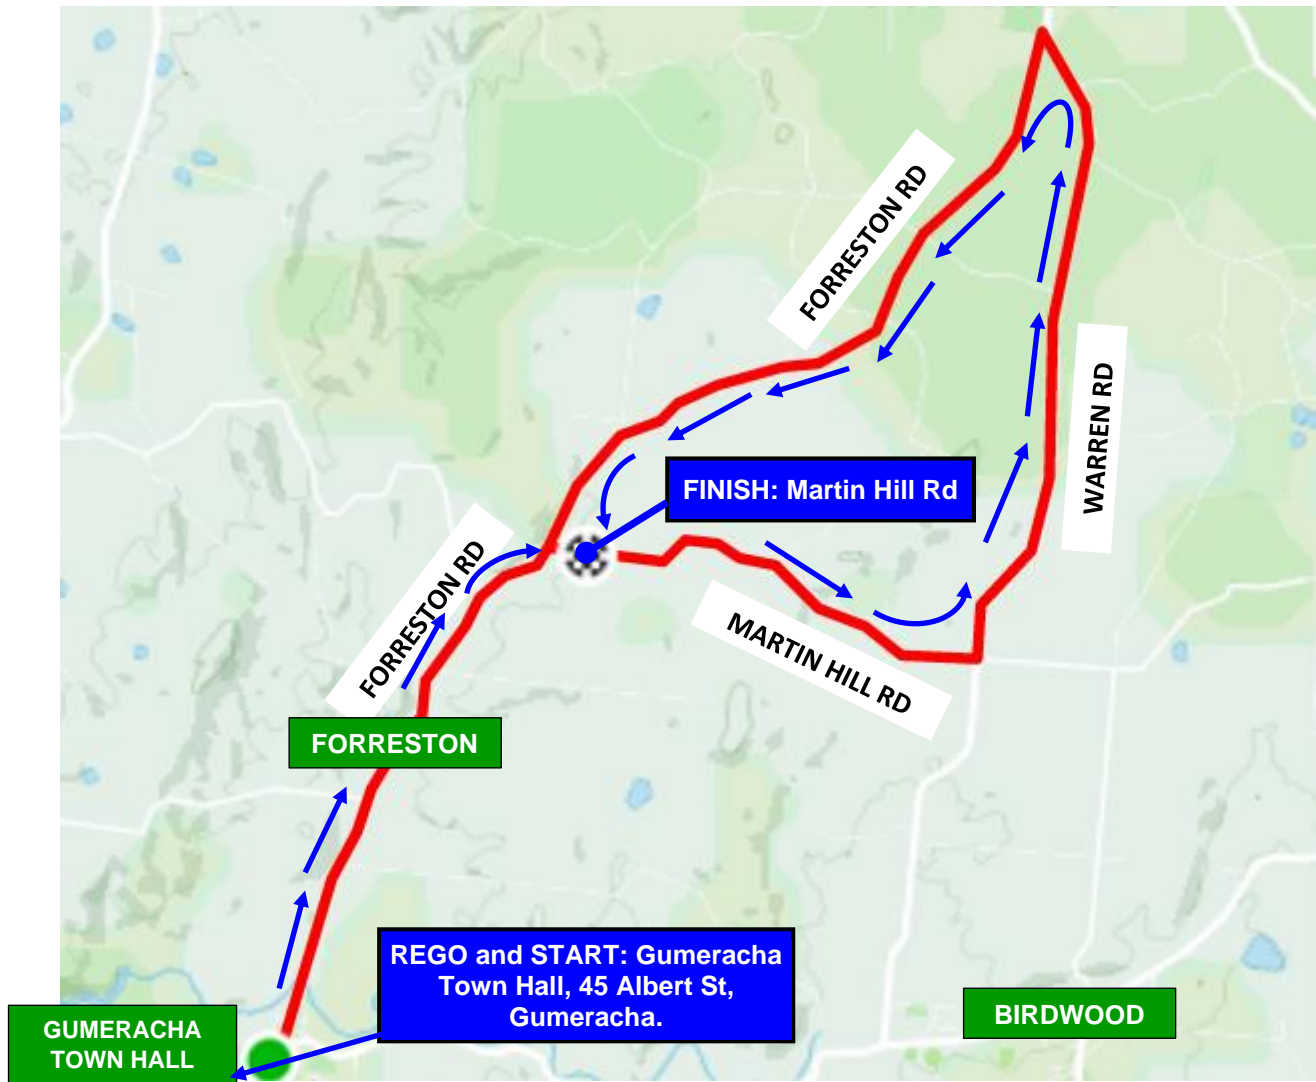 FORRESTON RD
WARREN RD
FINISH: Martin Hill Rd
FORRESTON RD
MARTIN HILL RD
FORRESTON
REGO and START: Gumeracha
Town Hall, 45 Albert St,
Gumeracha.
GUMERACHA
TOWN HALL
BIRDWOOD